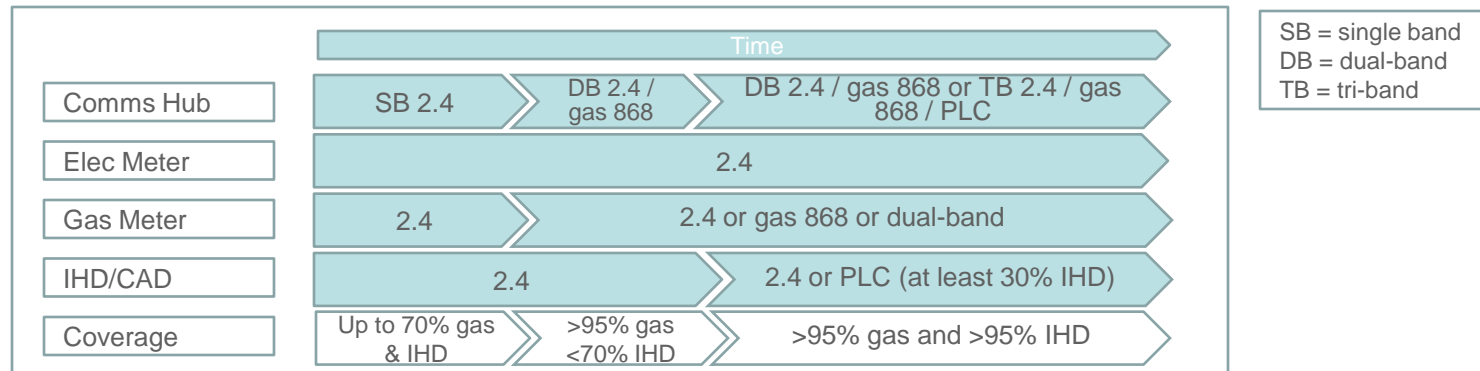 Time
SB = single band
DB = dual-band
TB = tri-band
Comms Hub
SB 2.4
DB 2.4 /
gas 868
DB 2.4 / gas 868 or TB 2.4 / gas
868 / PLC
Elec Meter
2.4
Gas Meter
2.4
2.4 or gas 868 or dual-band
IHD/CAD
2.4
2.4 or PLC (at least 30% IHD)
Coverage
Up to 70% gas
& IHD
>95% gas
<70% IHD
>95% gas and >95% IHD